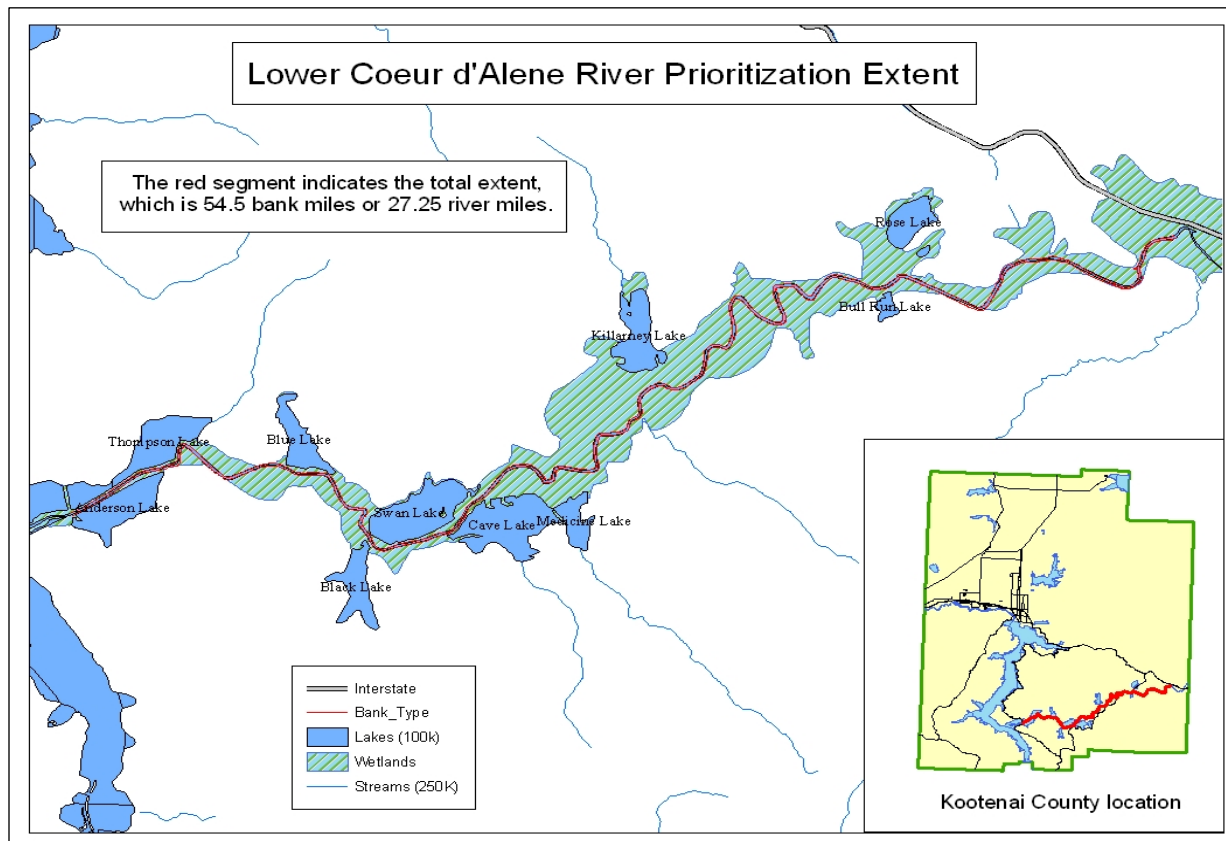 Lower Coeur d'Alene River Prioritization Extent
The red segment indicates the total extent,
which is 54.5 bank miles or 27.25 river miles.
Rose Lake
Bull Run Lake
Killarney Lake
Thompson Lake
Blue Lake
Anderson Lake
Swan Lake
Cave Lake
Medicine Lake
Black Lake
Interstate
Bank_Type
Lakes (100k)
Wetlands
Streams (250K)
Kootenai County location